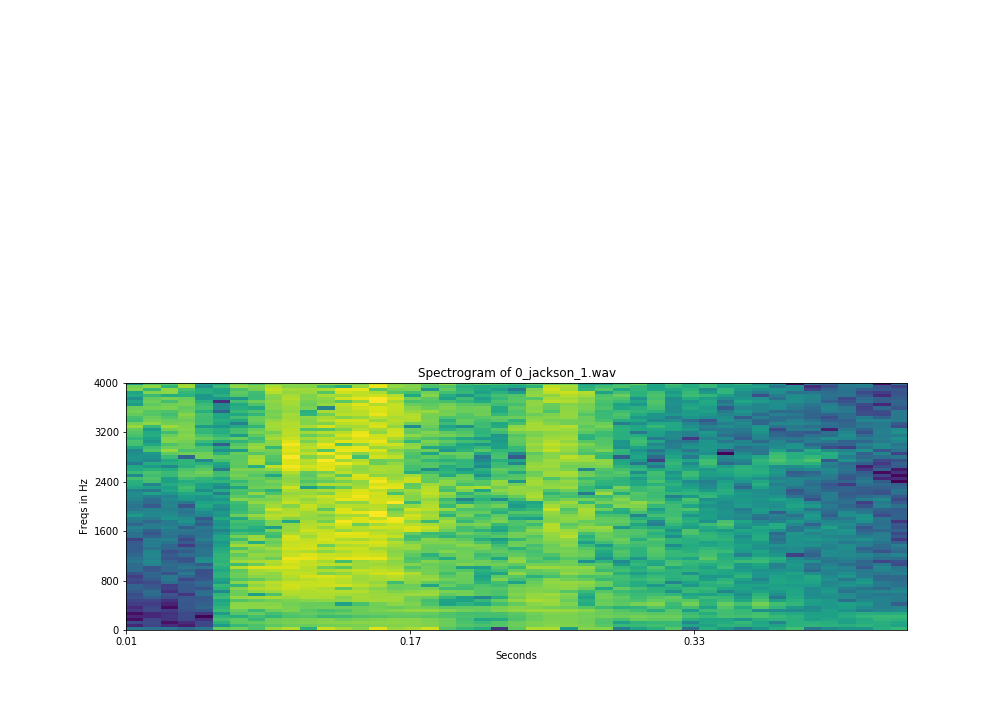 Spectrogram of 0_jackson_1.wav
4000
3200
2400
1600
800
0
Freqs in Hz
0.01 0.17 0.33
Seconds